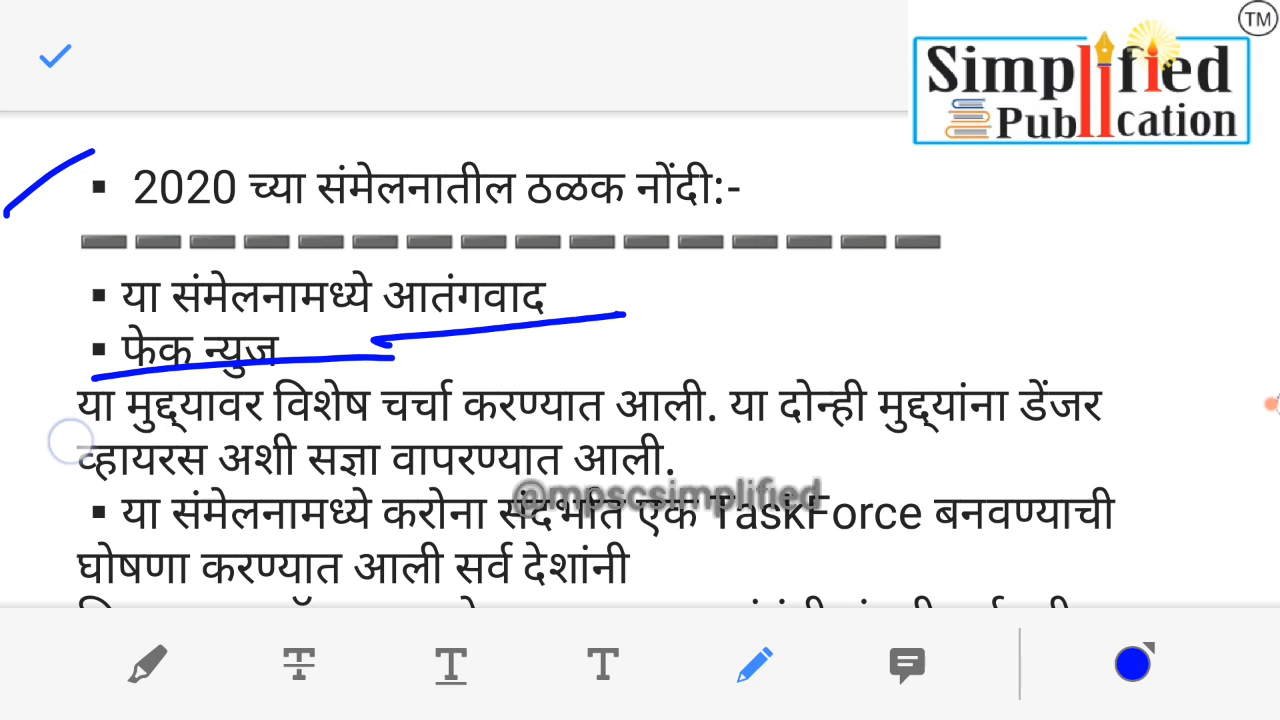 TM
Simplified
Publication
▪ 2020 च्या संमेलनातील ठळक नोंदी:-
▪ या संमेलनामध्ये आतंगवाद
▪ फेक न्युज
या मुद्द्यावर विशेष चर्चा करण्यात आली. या दोन्ही मुद्द्यांना डेंजर
व्हायरस अशी सज्ञा वापरण्यात आली.
@mpscsimplified
▪ या संमेलनामध्ये करोना संदर्भात एक TaskForce बनवण्याची
घोषणा करण्यात आली सर्व देशांनी
T
T